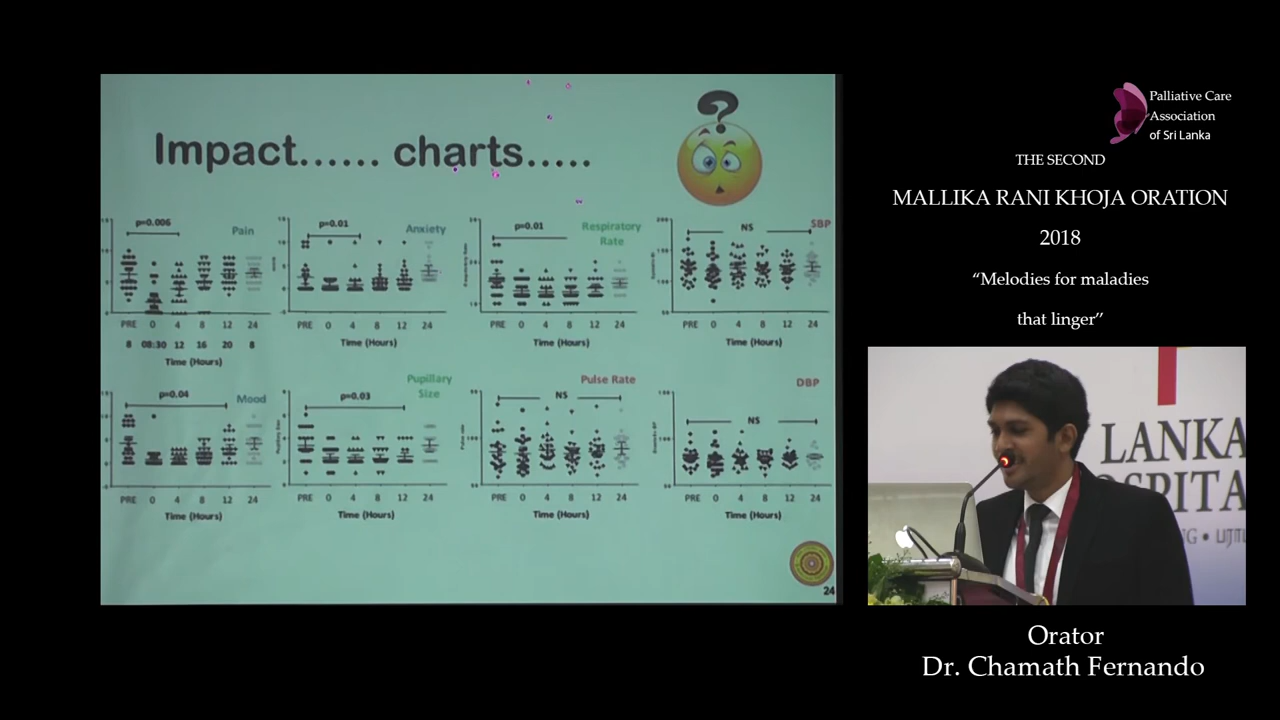 Impact...... charts.....
p=0.006
Pain
PRE 0 4 8 12 24
8 08:30 12 16 20 8
Time (Hours)
p=0.01
Anxiety
PRE 0 4 8 12 24
Time (Hours)
p=0.01
Respiratory
Rate
PRE 0 4 8 12 24
Time (Hours)
NS
SBP
PRE 0 4 8 12 24
Time (Hours)
p=0.04
Mood
PRE 0 4 8 12 24
Time (Hours)
p=0.03
Pupillary
Size
PRE 0 4 8 12 24
Time (Hours)
NS
Pulse Rate
PRE 0 4 8 12 24
Time (Hours)
NS
DBP
PRE 0 4 8 12 24
Time (Hours)
24
Palliative Care
Association
of Sri Lanka
THE SECOND
MALLIKA RANI KHOJA ORATION
2018
“Melodies for maladies
that linger”
LANKA
OSPITA
Orator
Dr. Chamath Fernando